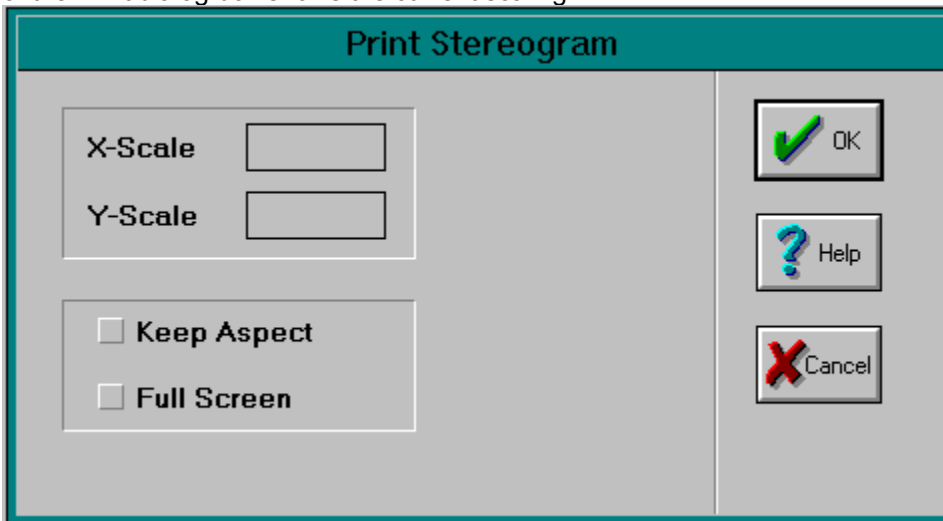 Print Stereogram
X-Scale
Y-Scale
Keep Aspect
Full Screen
OK
Help
Cancel